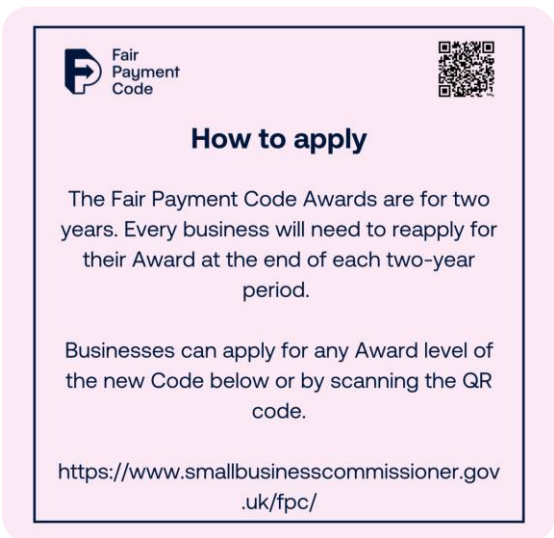 Fair
Payment
Code
How to apply
The Fair Payment Code Awards are for two
years. Every business will need to reapply for
their Award at the end of each two-year
period.
Businesses can apply for any Award level of
the new Code below or by scanning the QR
code.
https://www.smallbusinesscommissioner.gov
.uk/fpc/